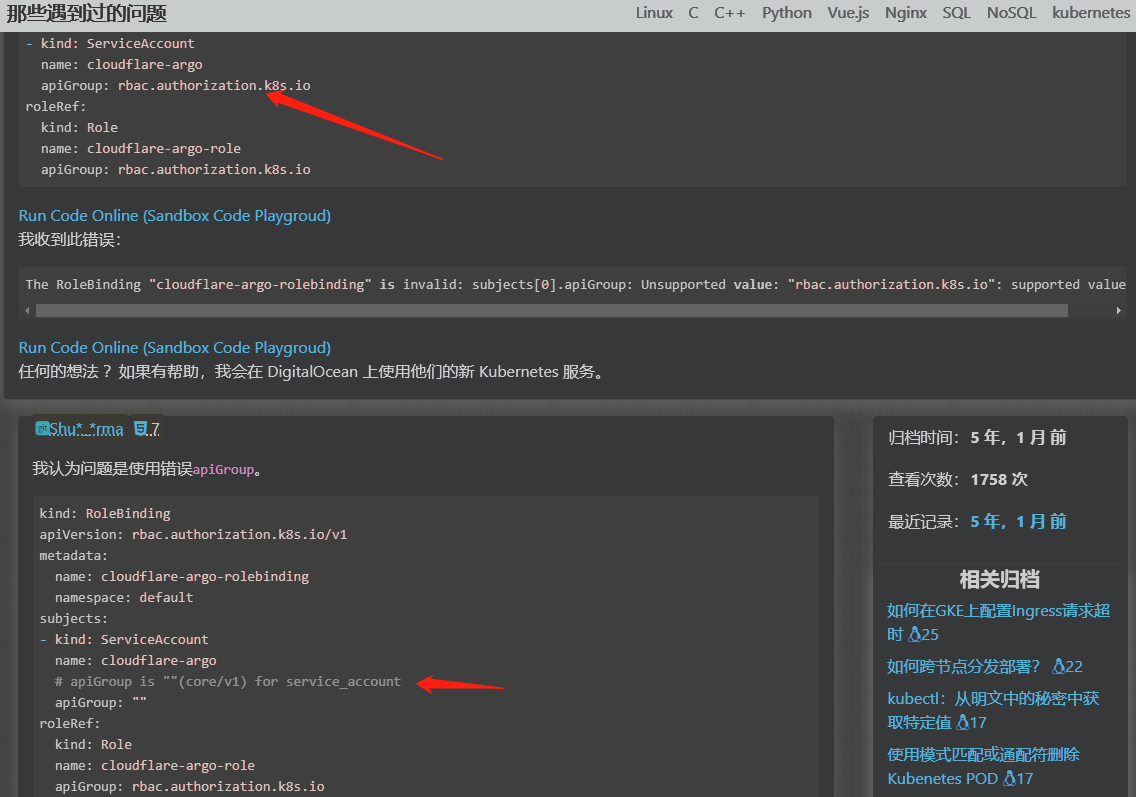 那些遇到过的问题
Linux C C++ Python Vue.js Nginx SQL NoSQL kubernetes
- kind: ServiceAccount
name: cloudflare-argo
apiGroup: rbac.authorization.k8s.io
roleRef:
kind: Role
name: cloudflare-argo-role
apiGroup: rbac.authorization.k8s.io
Run Code Online (Sandbox Code Playgroud)
我收到此错误：
The RoleBinding "cloudflare-argo-rolebinding" is invalid: subjects[0].apiGroup: Unsupported value: "rbac.authorization.k8s.io": supported value
Run Code Online (Sandbox Code Playgroud)
任何的想法？如果有帮助，我会在 DigitalOcean 上使用他们的新 Kubernetes 服务。
git Shu*_*rma 7
我认为问题是使用错误apiGroup。
kind: RoleBinding
apiVersion: rbac.authorization.k8s.io/v1
metadata:
name: cloudflare-argo-rolebinding
namespace: default
subjects:
- kind: ServiceAccount
name: cloudflare-argo
# apiGroup is ""(core/v1) for service_account
apiGroup: ""
roleRef:
kind: Role
name: cloudflare-argo-role
apiGroup: rbac.authorization.k8s.io
归档时间： 5 年，1 月 前
查看次数： 1758 次
最近记录： 5 年，1 月 前
相关归档
如何在GKE上配置Ingress请求超
时 25
如何跨节点分发部署？ 22
kubectl：从明文中的秘密中获
取特定值 17
使用模式匹配或通配符删除
Kubenetes POD 17